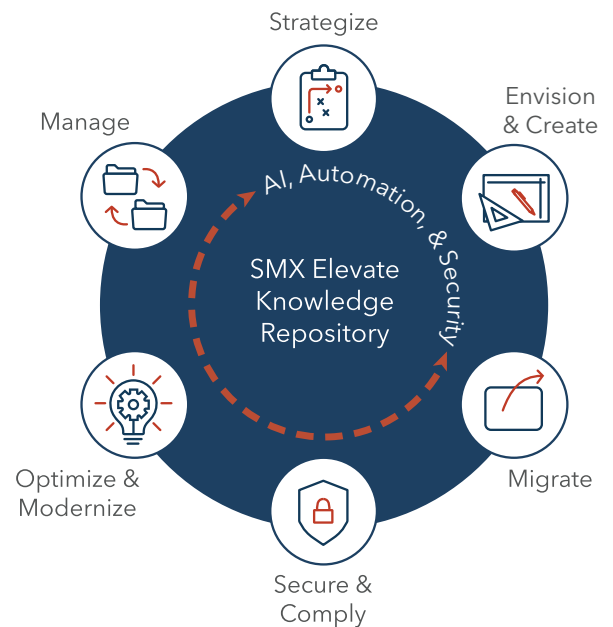 Strategize
Envision
& Create
Manage
AI, Automation, & Security
SMX Elevate
Knowledge
Repository
Optimize &
Modernize
Migrate
Secure &
Comply